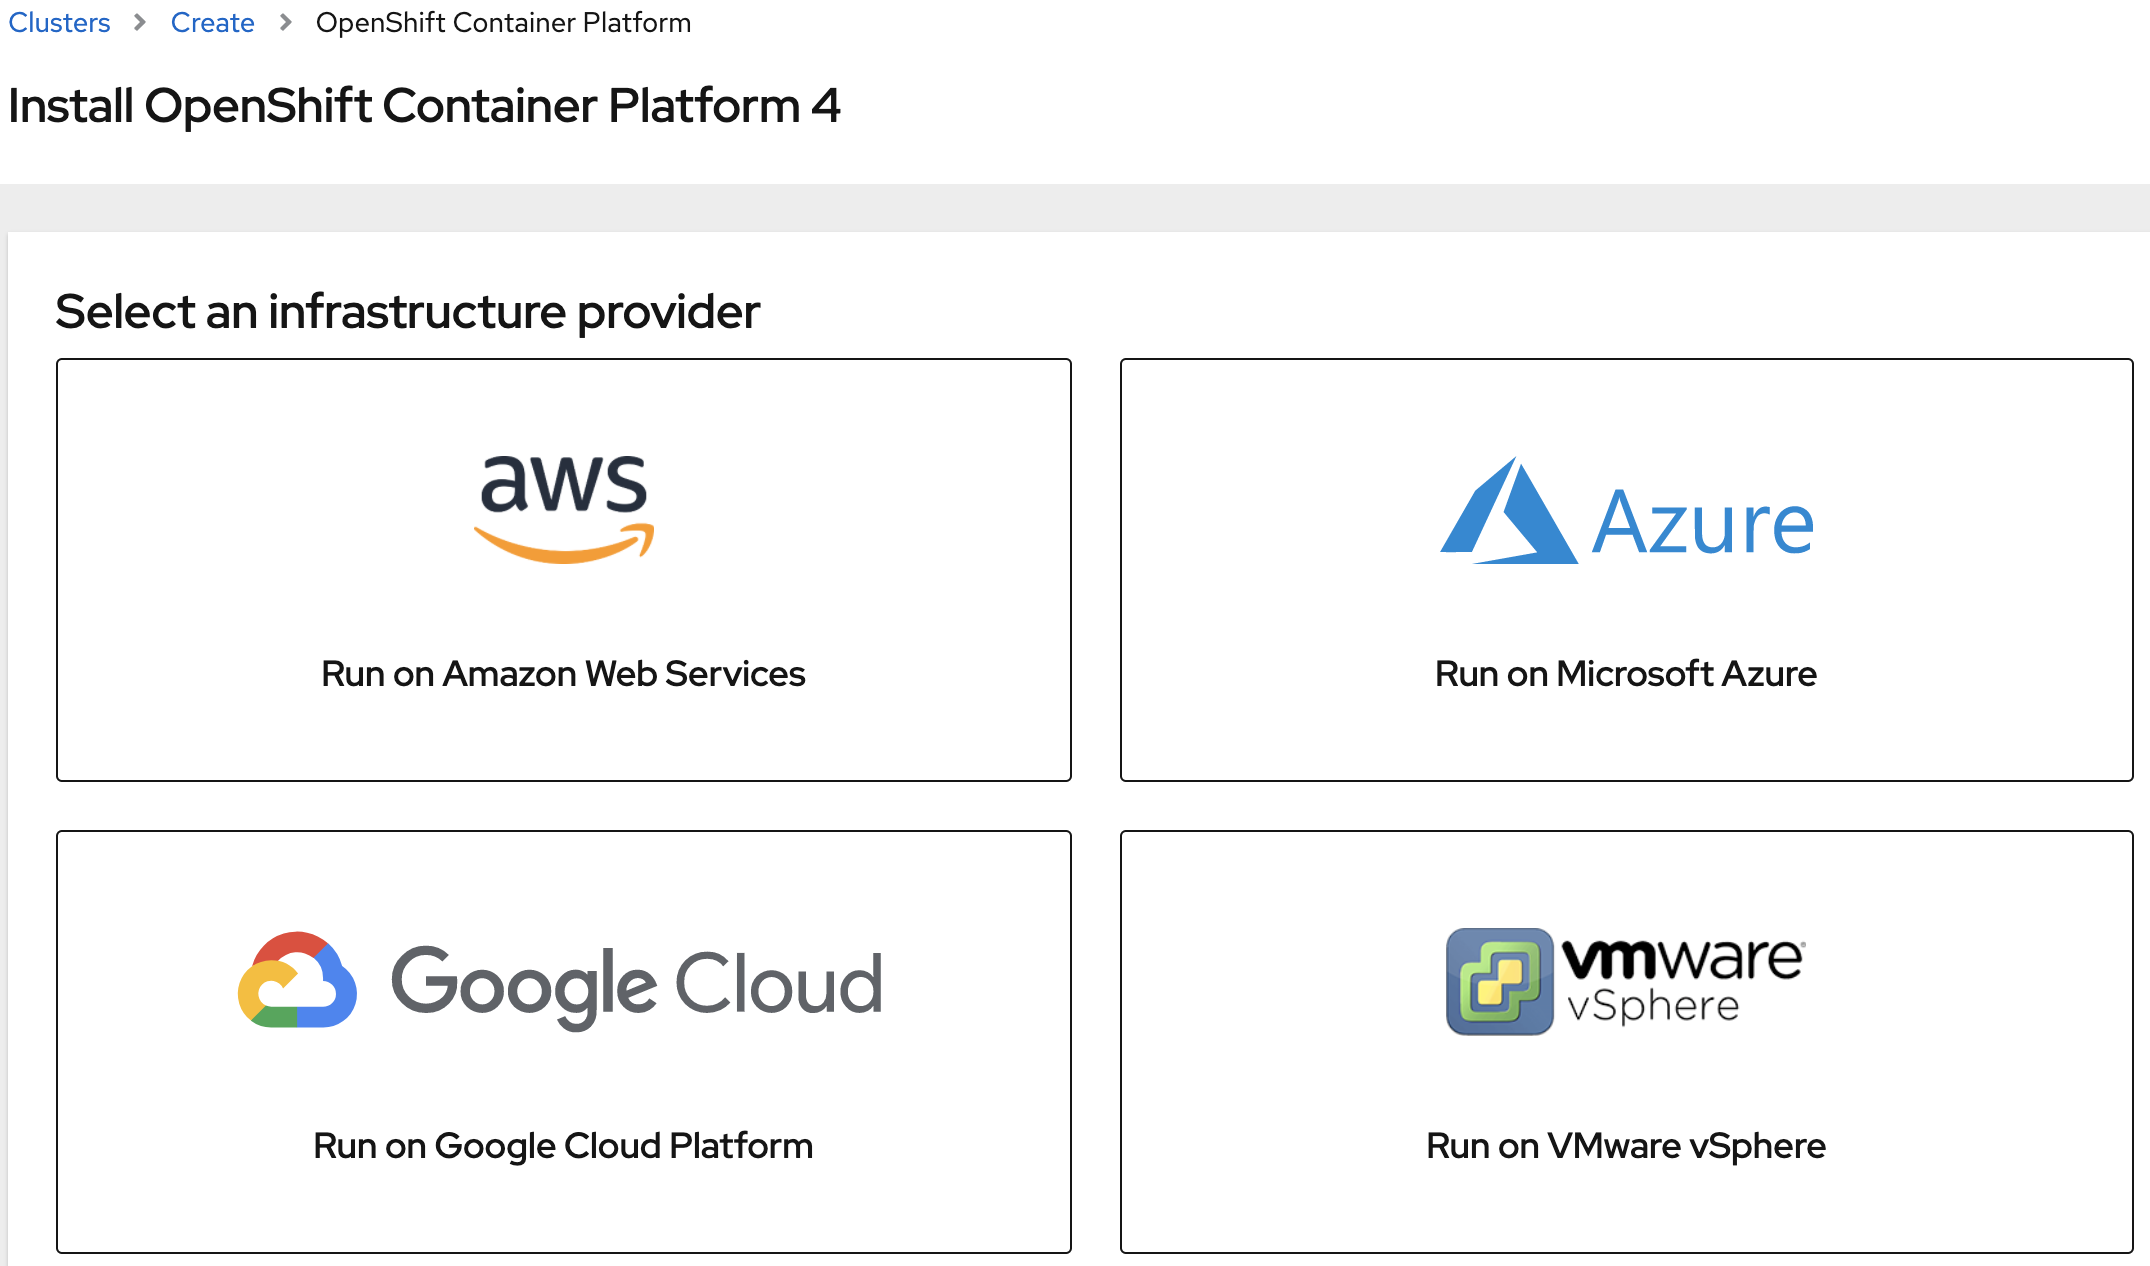 Clusters > Create > OpenShift Container Platform
Install OpenShift Container Platform 4
Select an infrastructure provider
aws
Azure
Run on Amazon Web Services
Run on Microsoft Azure
Google Cloud
vmware
vSphere
Run on Google Cloud Platform
Run on VMware vSphere